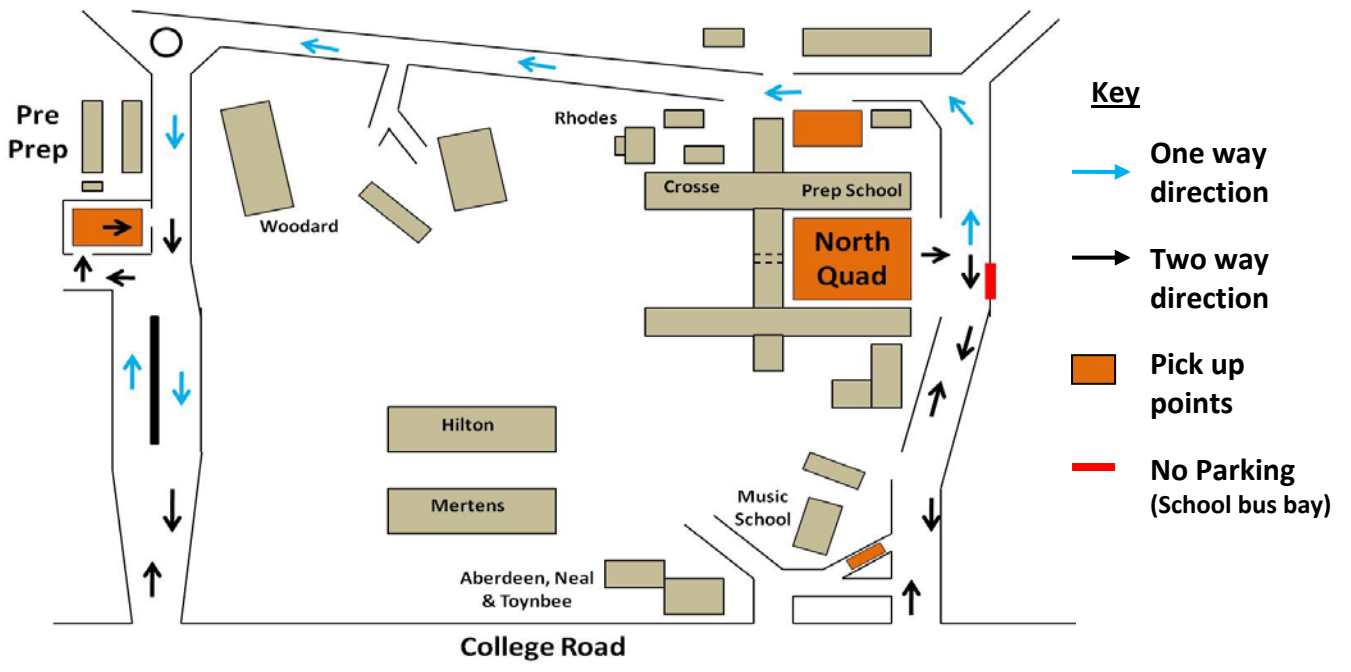 Pre
Prep
Woodard
Rhodes
Crosse
Prep School
North
Quad
Hilton
Mertens
Music
School
Aberdeen, Neal
& Toynbee
College Road
Key
One way
direction
Two way
direction
Pick up
points
No Parking
(School bus bay)